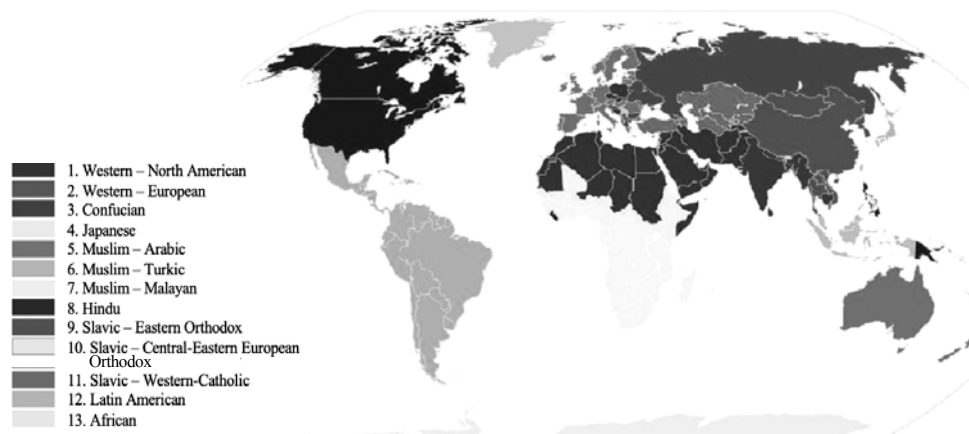 1. Western – North American
2. Western – European
3. Confucian
4. Japanese
5. Muslim – Arabic
6. Muslim – Turkic
7. Muslim – Malayan
8. Hindu
9. Slavic – Eastern Orthodox
10. Slavic – Central-Eastern European
Orthodox
11. Slavic – Western-Catholic
12. Latin American
13. African